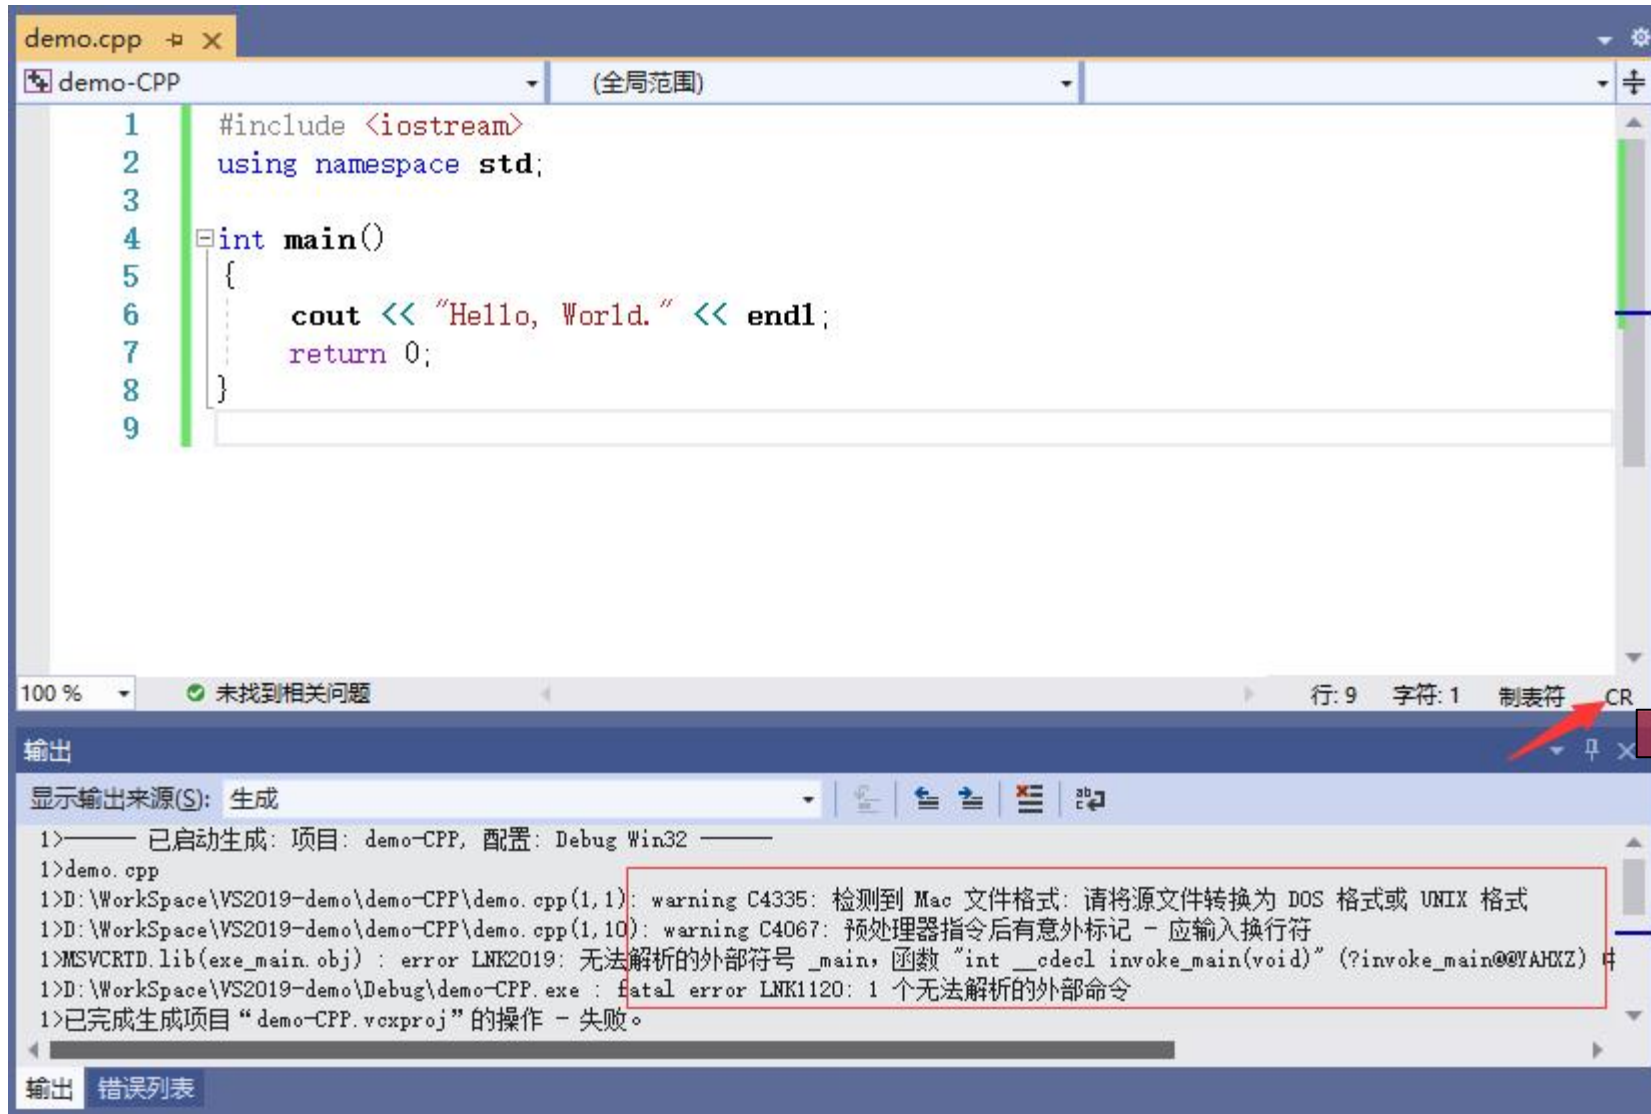 demo.cpp
demo-CPP (全局范围)
1 #include <iostream>
2 using namespace std;
3
4 int main()
5 {
6 cout << "Hello, World." << endl;
7 return 0;
8 }
9
100 % 未找到相关问题 行: 9 字符: 1 制表符 CR
输出
显示输出来源(S): 生成
1>—— 已启动生成: 项目: demo-CPP, 配置: Debug Win32 ——
1>demo.cpp
1>D:\WorkSpace\VS2019-demo\demo-CPP\demo.cpp(1,1): warning C4335: 检测到 Mac 文件格式: 请将源文件转换为 DOS 格式或 UNIX 格式
1>D:\WorkSpace\VS2019-demo\demo-CPP\demo.cpp(1,10): warning C4067: 预处理器指令后有意外标记 - 应输入换行符
1>MSVCRTD.lib(exe_main.obj) : error LNK2019: 无法解析的外部符号 _main，函数 "int __cdecl invoke_main(void)" (?invoke_main@@YAHXZ)
1>D:\WorkSpace\VS2019-demo\Debug\demo-CPP.exe : fatal error LNK1120: 1 个无法解析的外部命令
1>已完成生成项目“demo-CPP.vcxproj”的操作 - 失败。
输出 错误列表